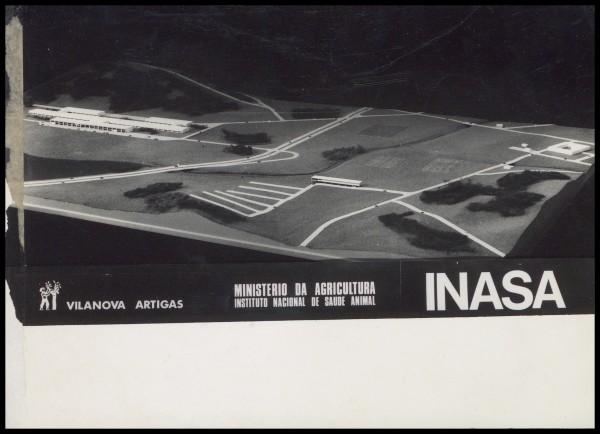 VILANOVA ARTIGAS
MINISTERIO DA AGRICULTURA
INSTITUTO NACIONAL DE SAUDE ANIMAL
INASA